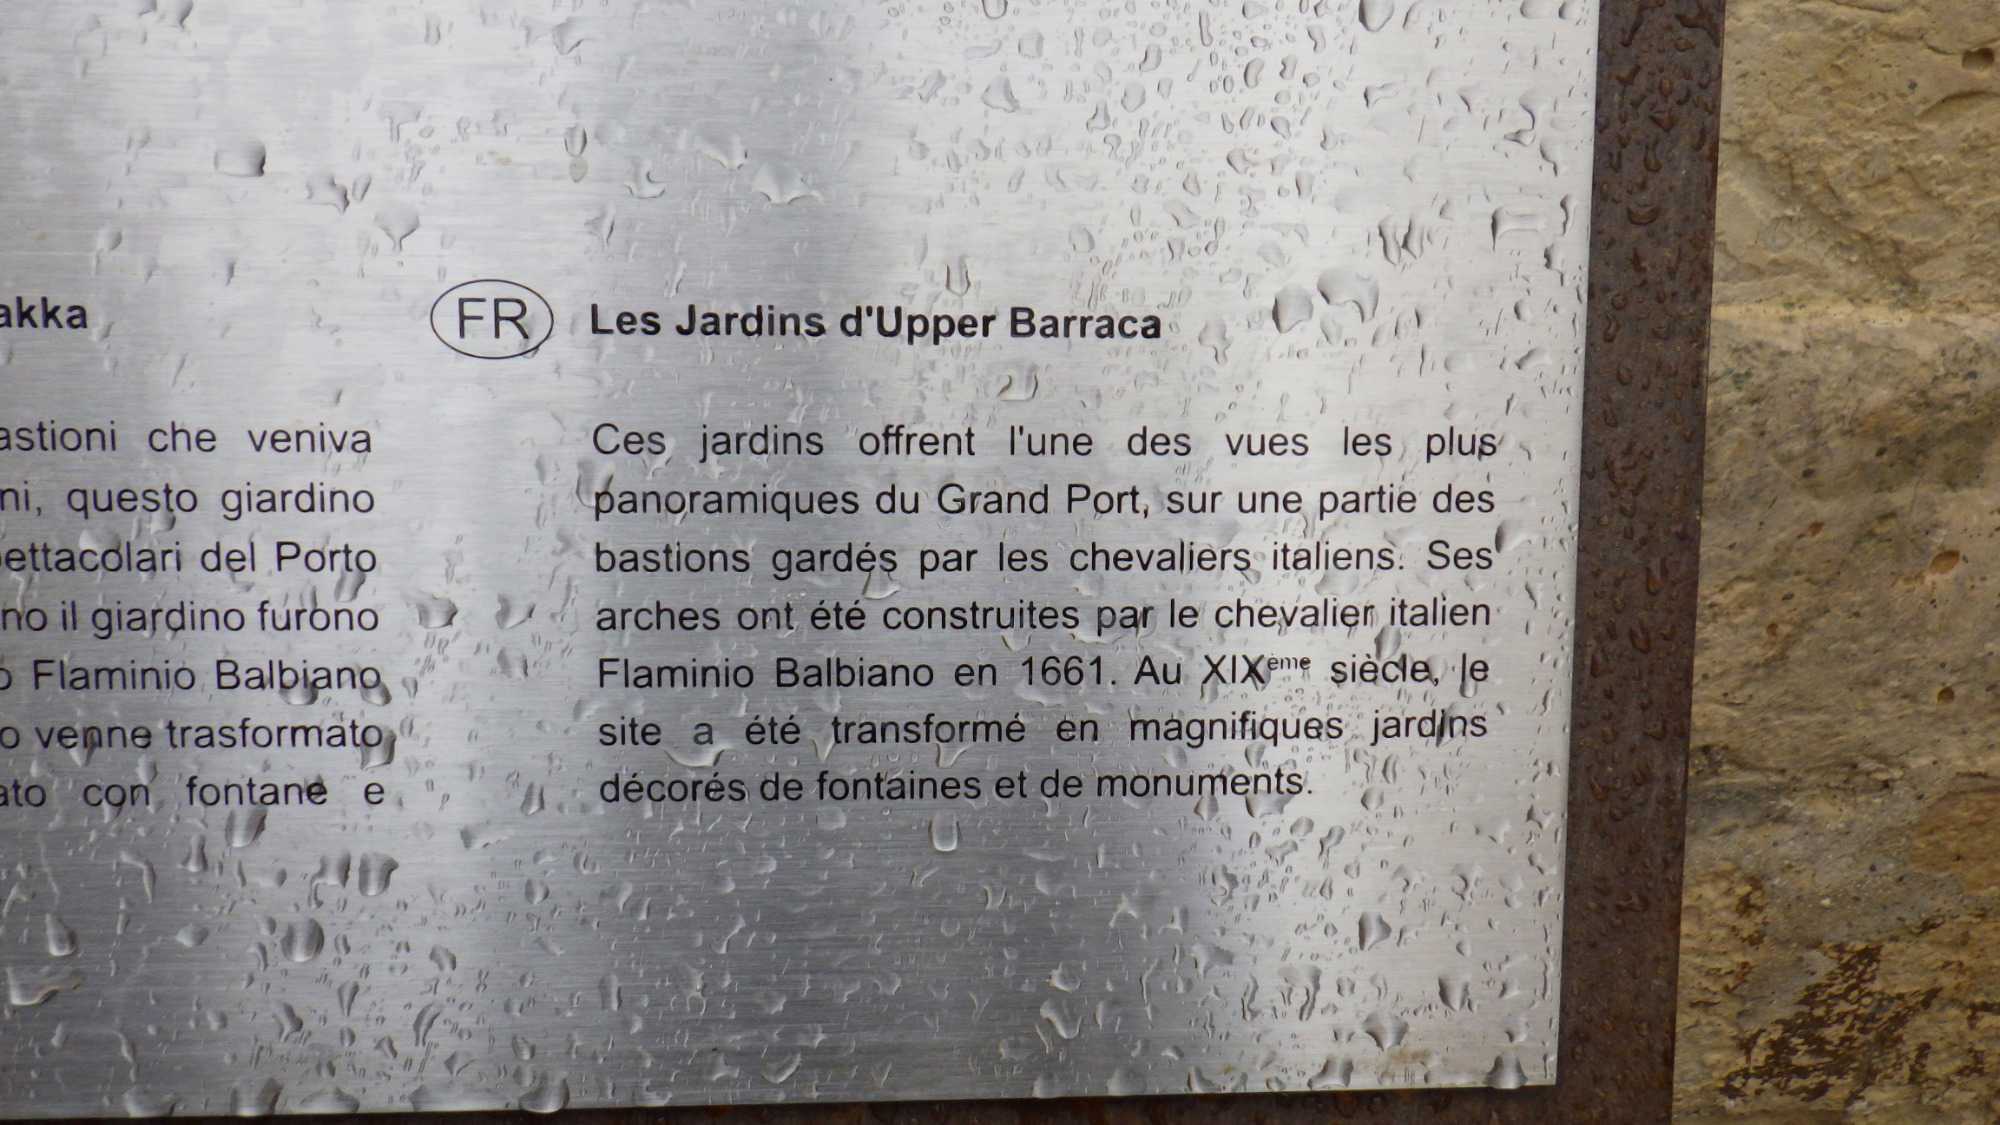 akka
astioni che veniva
ni, questo giardino
ettacolari del Porto
no il giardino furono
o Flaminio Balbiano
o venne trasformato
ato con fontane e
FR Les Jardins d'Upper Barraca
Ces jardins offrent l'une des vues les plus
panoramiques du Grand Port, sur une partie des
bastions gardés par les chevaliers italiens. Ses
arches ont été construites par le chevalier italien
Flaminio Balbiano en 1661. Au XIXème siècle, le
site a été transformé en magnifiques jardins
décorés de fontaines et de monuments.